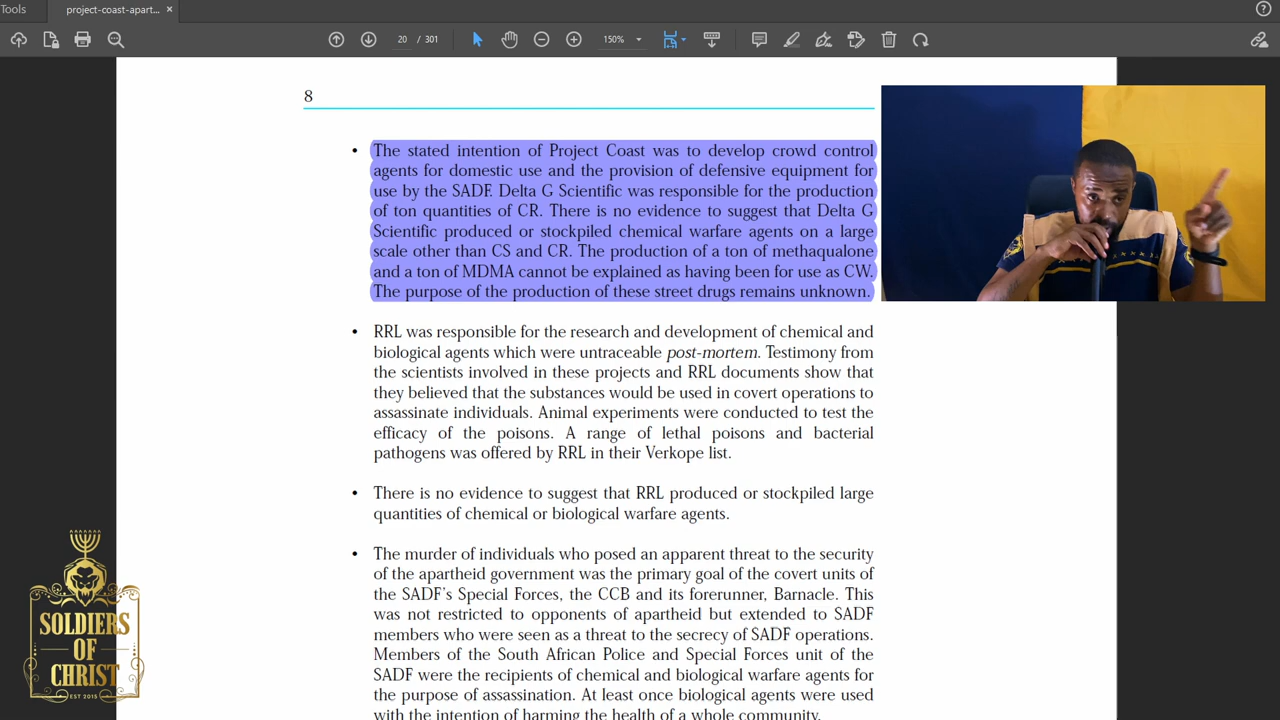 Tools
project-coast-apart... ×
20 / 301
150%
8
• The stated intention of Project Coast was to develop crowd control
agents for domestic use and the provision of defensive equipment for
use by the SADF. Delta G Scientific was responsible for the production
of ton quantities of CR. There is no evidence to suggest that Delta G
Scientific produced or stockpiled chemical warfare agents on a large
scale other than CS and CR. The production of a ton of methaqualone
and a ton of MDMA cannot be explained as having been for use as CW.
The purpose of the production of these street drugs remains unknown.
• RRL was responsible for the research and development of chemical and
biological agents which were untraceable post-mortem. Testimony from
the scientists involved in these projects and RRL documents show that
they believed that the substances would be used in covert operations to
assassinate individuals. Animal experiments were conducted to test the
efficacy of the poisons. A range of lethal poisons and bacterial
pathogens was offered by RRL in their Verkope list.
• There is no evidence to suggest that RRL produced or stockpiled large
quantities of chemical or biological warfare agents.
• The murder of individuals who posed an apparent threat to the security
of the apartheid government was the primary goal of the covert units of
the SADF's Special Forces, the CCB and its forerunner, Barnacle. This
was not restricted to opponents of apartheid but extended to SADF
members who were seen as a threat to the secrecy of SADF operations.
Members of the South African Police and Special Forces unit of the
SADF were the recipients of chemical and biological warfare agents for
the purpose of assassination. At least once biological agents were used
with the intention of harming the health of a whole community.
SOLDIERS
OF
CHRIST
EST 2015